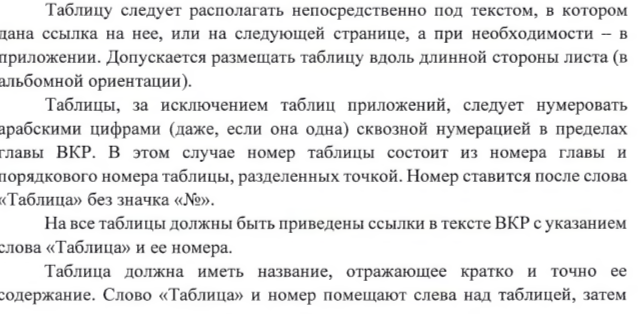 Таблицу следует располагать непосредственно под текстом, в котором
дана ссылка на нее, или на следующей странице, а при необходимости – в
приложении. Допускается размещать таблицу вдоль длинной стороны листа (в
альбомной ориентации).
Таблицы, за исключением таблиц приложений, следует нумеровать
арабскими цифрами (даже, если она одна) сквозной нумерацией в пределах
главы ВКР. В этом случае номер таблицы состоит из номера главы и
порядкового номера таблицы, разделенных точкой. Номер ставится после слова
«Таблица» без значка «№».
На все таблицы должны быть приведены ссылки в тексте ВКР с указанием
слова «Таблица» и ее номера.
Таблица должна иметь название, отражающее кратко и точно ее
содержание. Слово «Таблица» и номер помещают слева над таблицей, затем